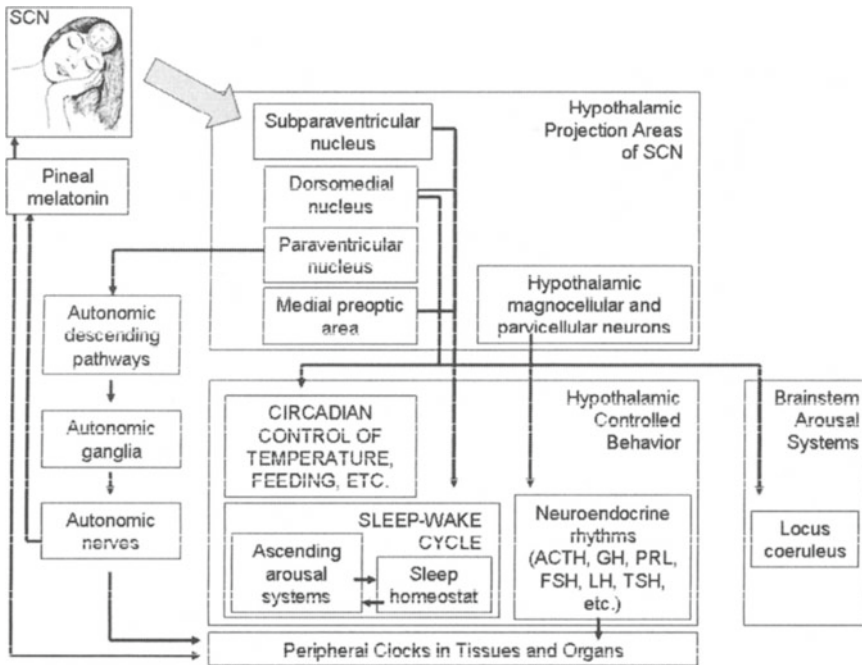 SCN
Pineal
melatonin
Autonomic
descending
pathways
Autonomic
ganglia
Autonomic
nerves
Hypothalamic
Projection Areas
of SCN
Subparaventricular
nucleus
Dorsomedial
nucleus
Paraventricular
nucleus
Medial preoptic
area
Hypothalamic
magnocellular and
parvicellular neurons
Hypothalamic
Controlled
Behavior
CIRCADIAN
CONTROL OF
TEMPERATURE,
FEEDING, ETC.
SLEEP-WAKE
CYCLE
Ascending
arousal
systems
Sleep
homeostat
Neuroendocrine
rhythms
(ACTH, GH, PRL,
FSH, LH, TSH,
etc.)
Brainstem
Arousal
Systems
Locus
coeruleus
Peripheral Clocks in Tissues and Organs